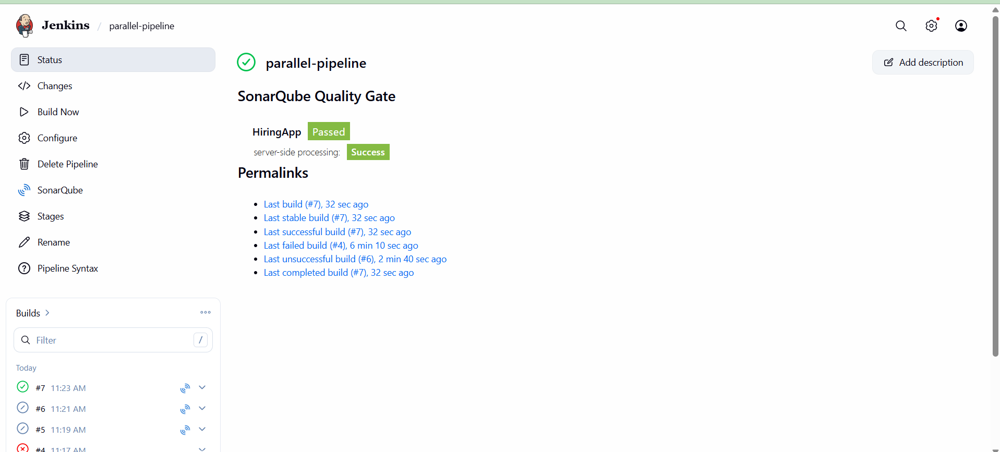 Jenkins / parallel-pipeline
Status
Changes
Build Now
Configure
Delete Pipeline
SonarQube
Stages
Rename
Pipeline Syntax
Builds
Filter /
Today
#7 11:23 AM
#6 11:21 AM
#5 11:19 AM
#4 11:17 AM
parallel-pipeline
Add description
SonarQube Quality Gate
HiringApp Passed
server-side processing: Success
Permalinks
Last build (#7), 32 sec ago
Last stable build (#7), 32 sec ago
Last successful build (#7), 32 sec ago
Last failed build (#4), 6 min 10 sec ago
Last unsuccessful build (#6), 2 min 40 sec ago
Last completed build (#7), 32 sec ago